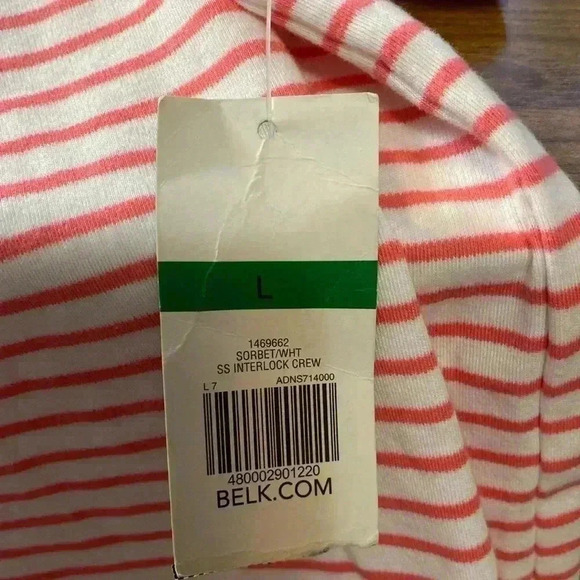 L
1469662
SORBET/WHT
SS INTERLOCK CREW
L 7 ADNS714000
480002901220
BELK.COM